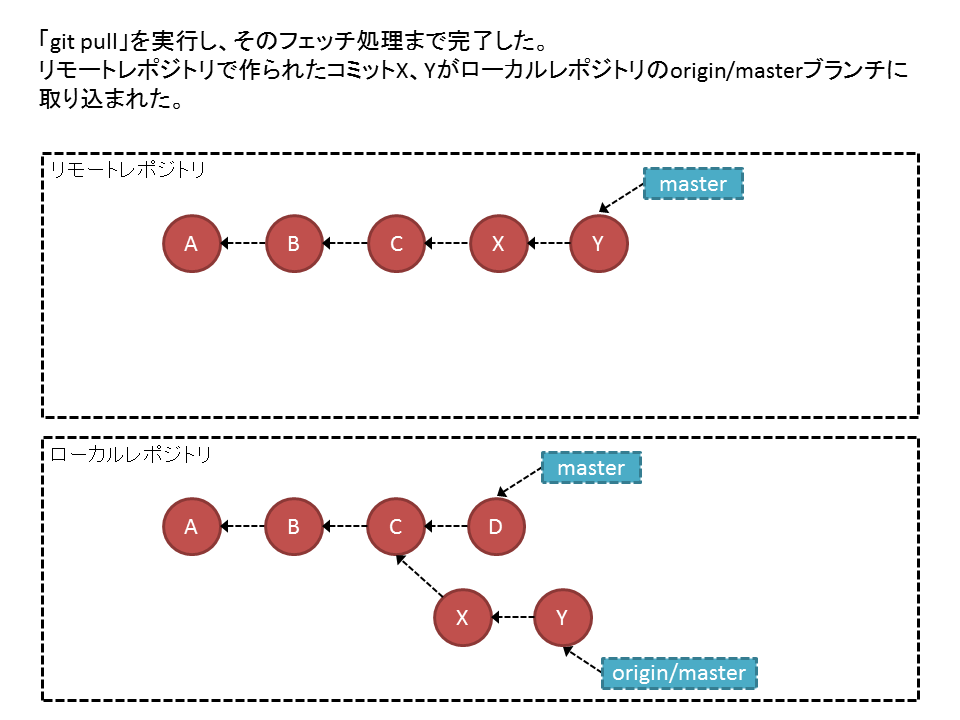 「git pull」を実行し、そのフェッチ処理まで完了した。
リモートレポジトリで作られたコミットX、Yがローカルレポジトリのorigin/masterブランチに
取り込まれた。
リモートレポジトリ
master
A B C X Y
ローカルレポジトリ
master
A B C D
X Y
origin/master